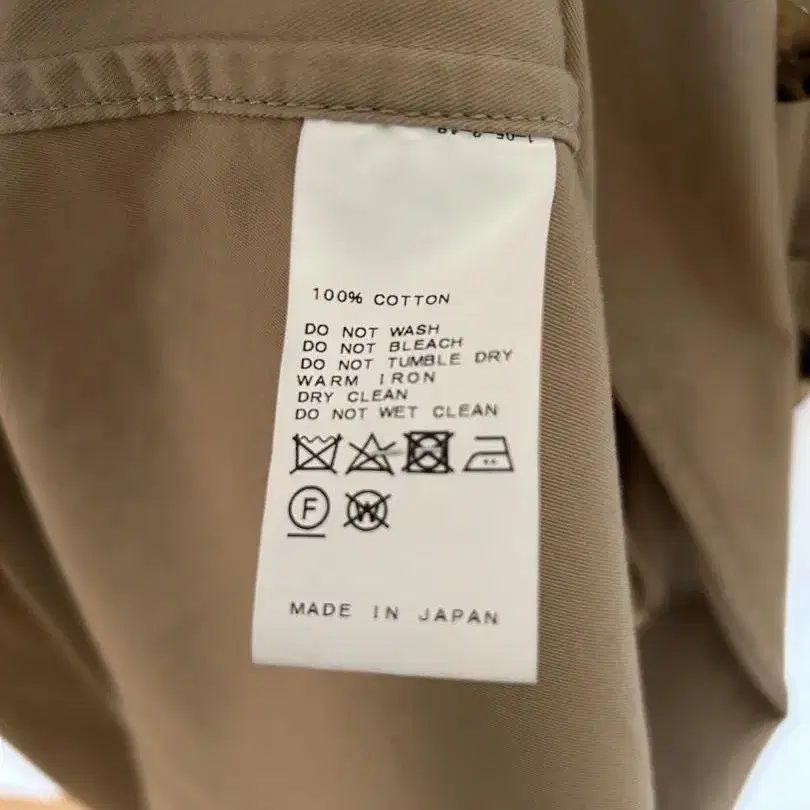 100% COTTON
DO NOT WASH
DO NOT BLEACH
DO NOT TUMBLE DRY
WARM IRON
DRY CLEAN
DO NOT WET CLEAN
F W
MADE IN JAPAN